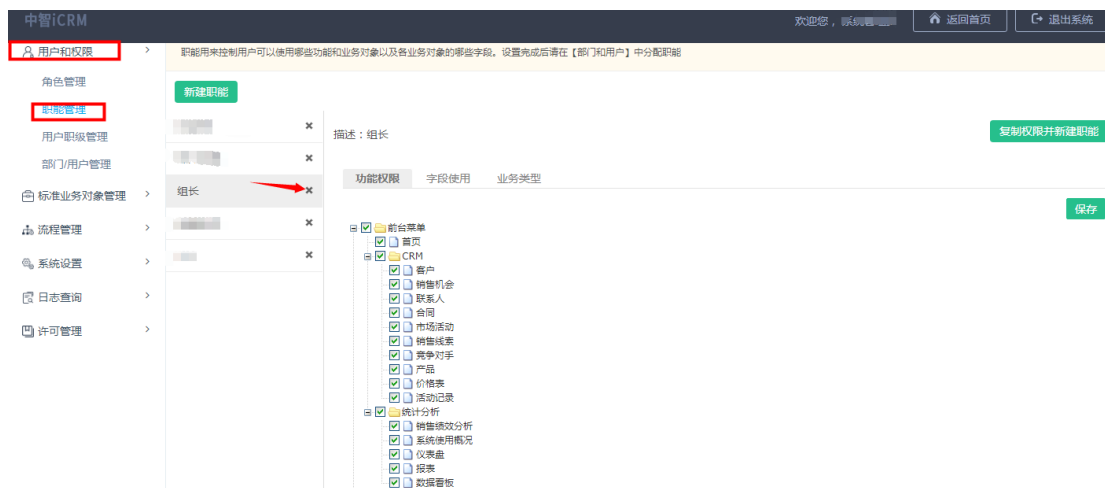 中智iCRM
欢迎您，
返回首页
退出系统
用户和权限
角色管理
职能管理
用户职级管理
部门/用户管理
标准业务对象管理
流程管理
系统设置
日志查询
许可管理
职能用来控制用户可以使用哪些功能和业务对象以及各业务对象的哪些字段。设置完成后请在【部门和用户】中分配职能
新建职能
组长
描述：组长
复制权限并新建职能
功能权限 字段使用 业务类型
保存
前台菜单
首页
CRM
客户
销售机会
联系人
合同
市场活动
销售线索
竞争对手
产品
价格表
活动记录
统计分析
销售绩效分析
系统使用概况
仪表盘
报表
数据看板